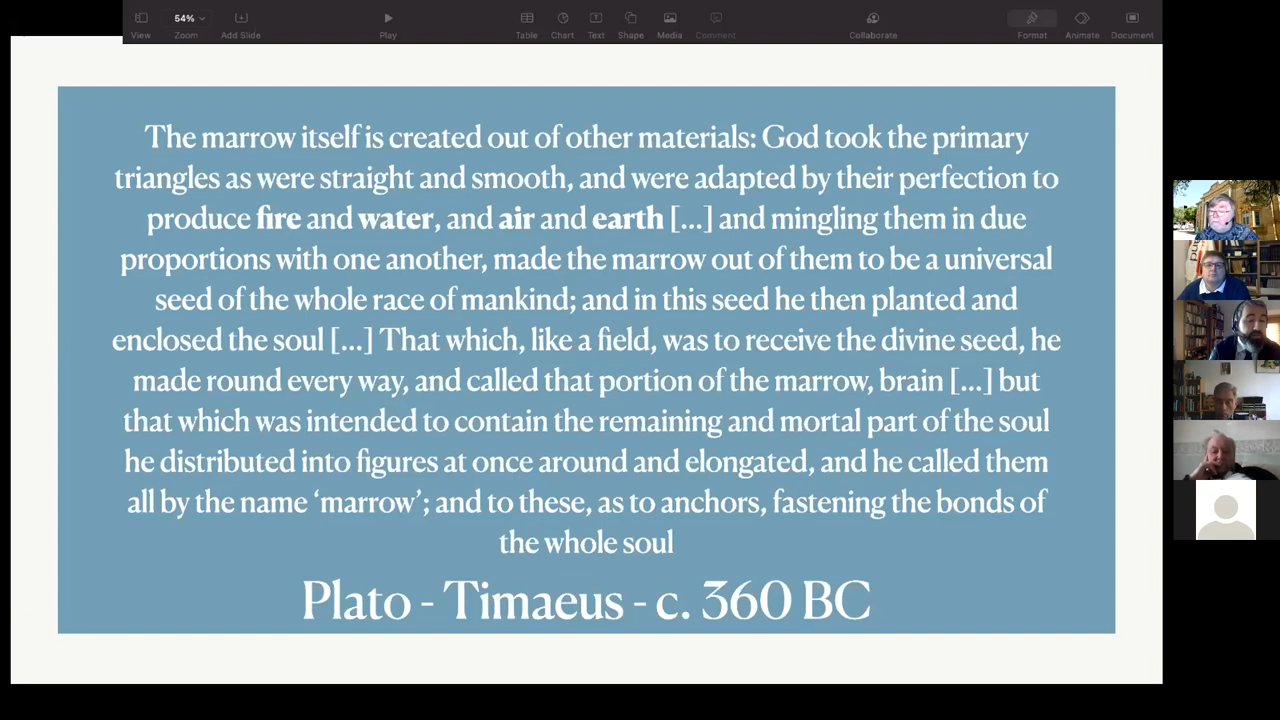 54%
View
Zoom
Add Slide
Play
Table
Chart
Text
Shape
Media
Comment
Collaborate
Format
Animate
Document
The marrow itself is created out of other materials: God took the primary
triangles as were straight and smooth, and were adapted by their perfection to
produce fire and water, and air and earth [...] and mingling them in due
proportions with one another, made the marrow out of them to be a universal
seed of the whole race of mankind; and in this seed he then planted and
enclosed the soul [...] That which, like a field, was to receive the divine seed, he
made round every way, and called that portion of the marrow, brain [...] but
that which was intended to contain the remaining and mortal part of the soul
he distributed into figures at once around and elongated, and he called them
all by the name ‘marrow’; and to these, as to anchors, fastening the bonds of
the whole soul
Plato - Timaeus - c. 360 BC